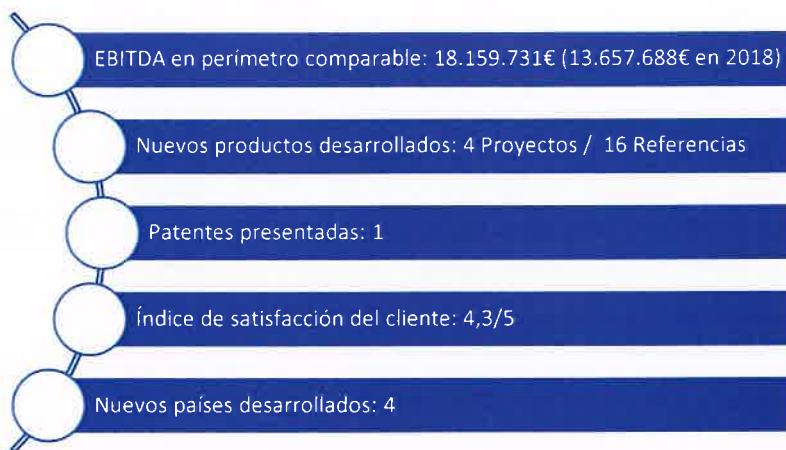 EBITDA en perímetro comparable: 18.159.731€ (13.657.688€ en 2018)
Nuevos productos desarrollados: 4 Proyectos / 16 Referencias
Patentes presentadas: 1
Índice de satisfacción del cliente: 4,3/5
Nuevos países desarrollados: 4